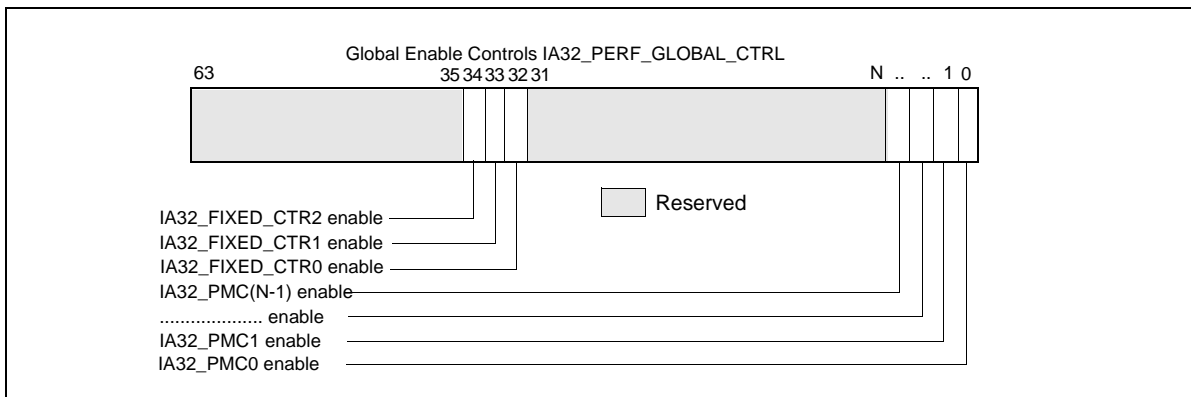 Global Enable Controls IA32_PERF_GLOBAL_CTRL
63 35 34 33 32 31 N .. .. 1 0
Reserved
IA32_FIXED_CTR2 enable
IA32_FIXED_CTR1 enable
IA32_FIXED_CTR0 enable
IA32_PMC(N-1) enable
.................... enable
IA32_PMC1 enable
IA32_PMC0 enable